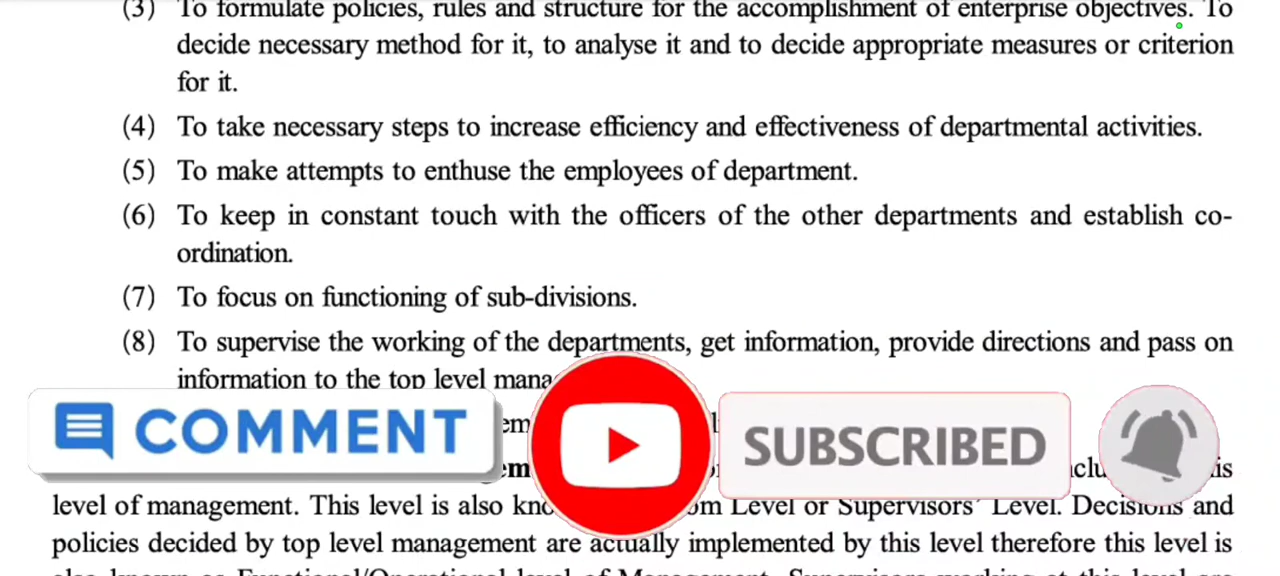 (3) To formulate policies, rules and structure for the accomplishment of enterprise objectives. To
decide necessary method for it, to analyse it and to decide appropriate measures or criterion
for it.
(4) To take necessary steps to increase efficiency and effectiveness of departmental activities.
(5) To make attempts to enthuse the employees of department.
(6) To keep in constant touch with the officers of the other departments and establish co-
ordination.
(7) To focus on functioning of sub-divisions.
(8) To supervise the working of the departments, get information, provide directions and pass on
information to the top level
COMMENT
SUBSCRIBED
level of management. This level is also Level or Supervisors' Level. Decisions and
policies decided by top level management are actually implemented by this level therefore this level is